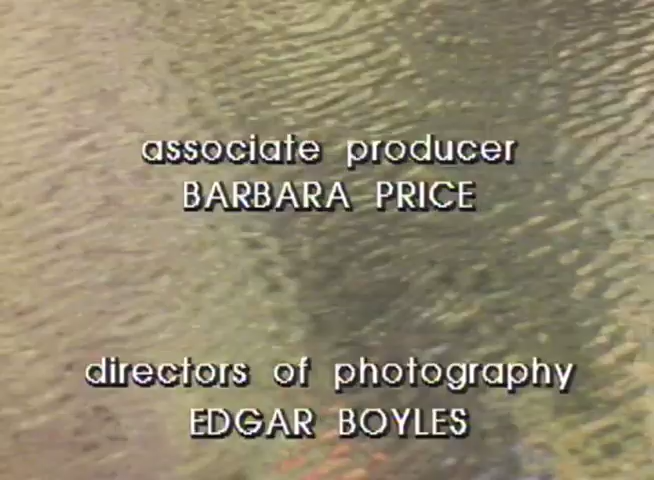 associate producer
BARBARA PRICE
directors of photography
EDGAR BOYLES